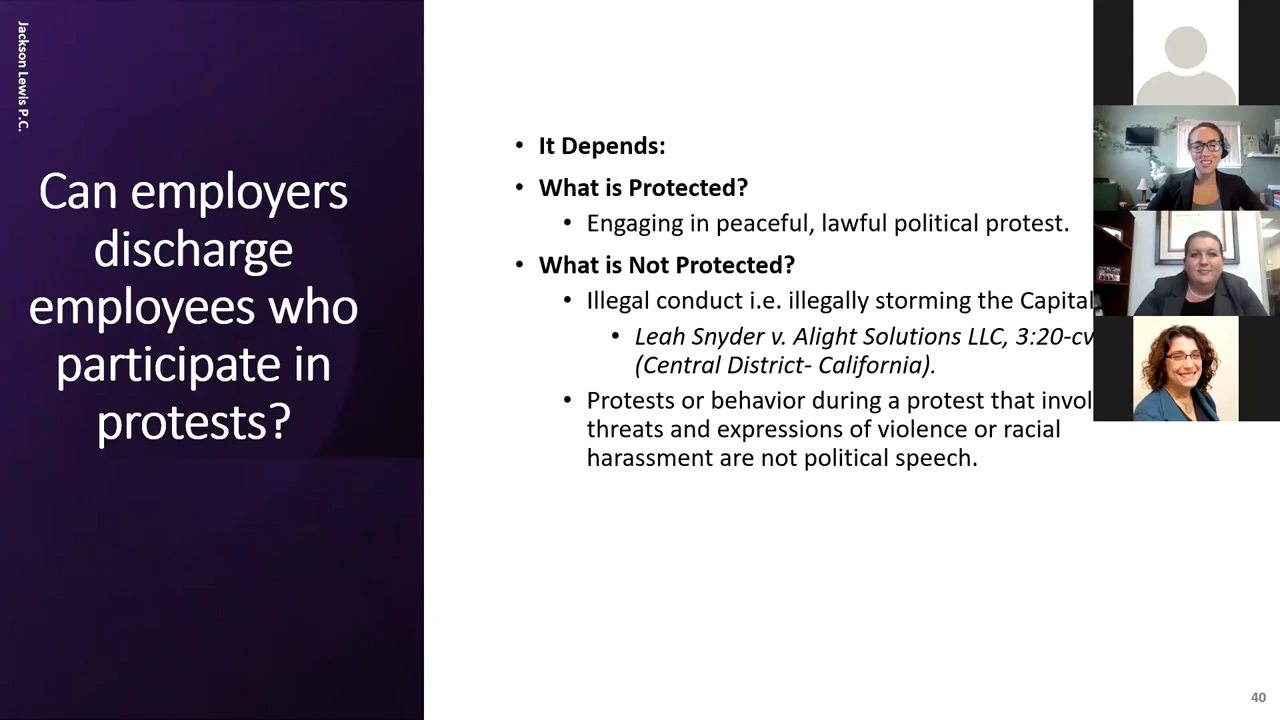 Jackson Lewis P.C.
Can employers
discharge
employees who
participate in
protests?
• It Depends:
• What is Protected?
• Engaging in peaceful, lawful political protest.
• What is Not Protected?
• Illegal conduct i.e. illegally storming the Capital
• Leah Snyder v. Alight Solutions LLC, 3:20-cv
(Central District- California).
• Protests or behavior during a protest that invol
threats and expressions of violence or racial
harassment are not political speech.
40